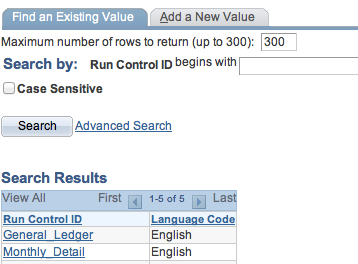 Find an Existing Value Add a New Value
Maximum number of rows to return (up to 300): 300
Search by: Run Control ID begins with
Case Sensitive
Search Advanced Search
Search Results
View All First 1-5 of 5 Last
Run Control ID Language Code
General_Ledger English
Monthly_Detail English